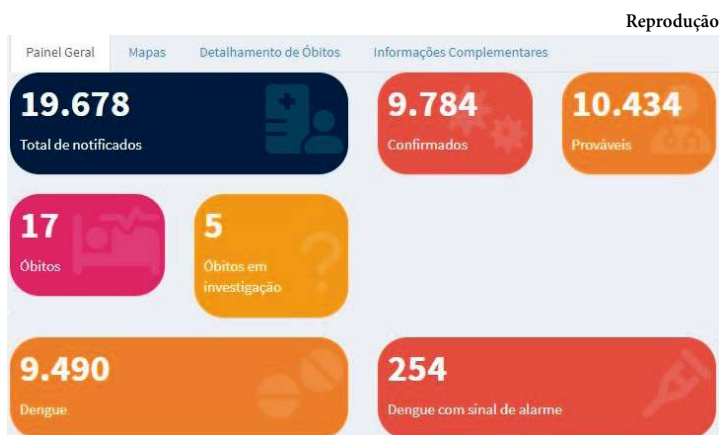 Reprodução
Painel Geral Mapas Detalhamento de Óbitos Informações Complementares
19.678
Total de notificados
9.784
Confirmados
10.434
Prováveis
17
Óbitos
5
Óbitos em
investigação
9.490
Dengue
254
Dengue com sinal de alarme